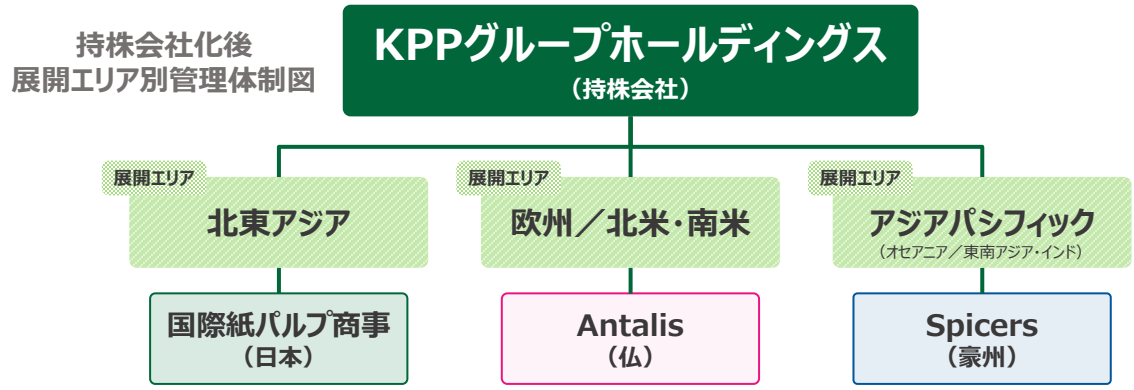 持株会社化後
展開エリア別管理体制図
KPPグループホールディングス
（持株会社）
展開エリア
北東アジア
展開エリア
欧州／北米・南米
展開エリア
アジアパシフィック
（オセアニア／東南アジア・インド）
国際紙パルプ商事
（日本）
Antalis
（仏）
Spicers
（豪州）